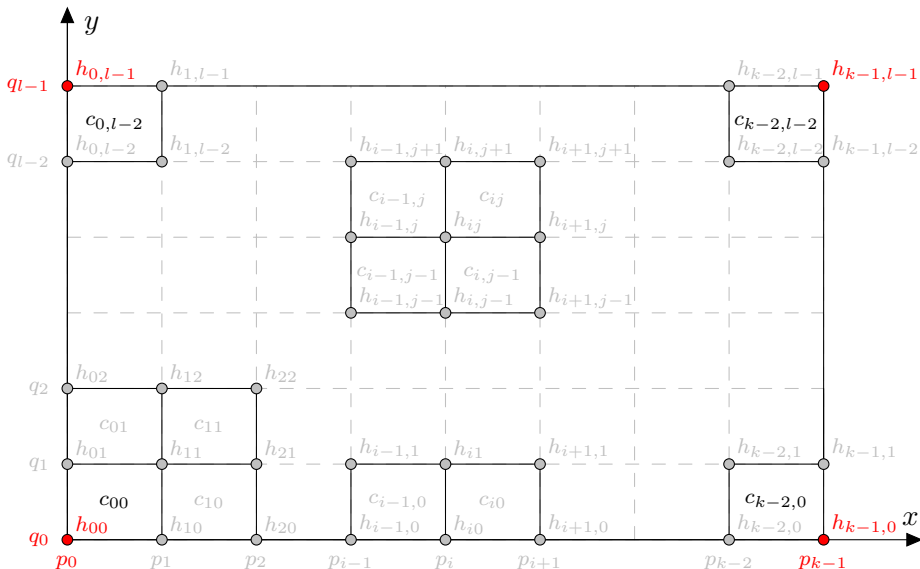 y
q_{l-1} h_{0,l-1} h_{1,l-1} h_{k-2,l-1} h_{k-1,l-1}
c_{0,l-2} c_{k-2,l-2}
q_{l-2} h_{0,l-2} h_{1,l-2} h_{i-1,j+1} h_{i,j+1} h_{i+1,j+1} h_{k-2,l-2} h_{k-1,l-2}
c_{i-1,j} c_{ij}
h_{i-1,j} h_{ij} h_{i+1,j}
c_{i-1,j-1} c_{i,j-1}
h_{i-1,j-1} h_{i,j-1} h_{i+1,j-1}
q_2 h_{02} h_{12} h_{22}
c_{01} c_{11}
q_1 h_{01} h_{11} h_{21} h_{i-1,1} h_{i1} h_{i+1,1} h_{k-2,1} h_{k-1,1}
c_{00} c_{10} c_{i-1,0} c_{i0} c_{k-2,0}
q_0 h_{00} h_{10} h_{20} h_{i-1,0} h_{i0} h_{i+1,0} h_{k-2,0} h_{k-1,0} x
p_0 p_1 p_2 p_{i-1} p_i p_{i+1} p_{k-2} p_{k-1}